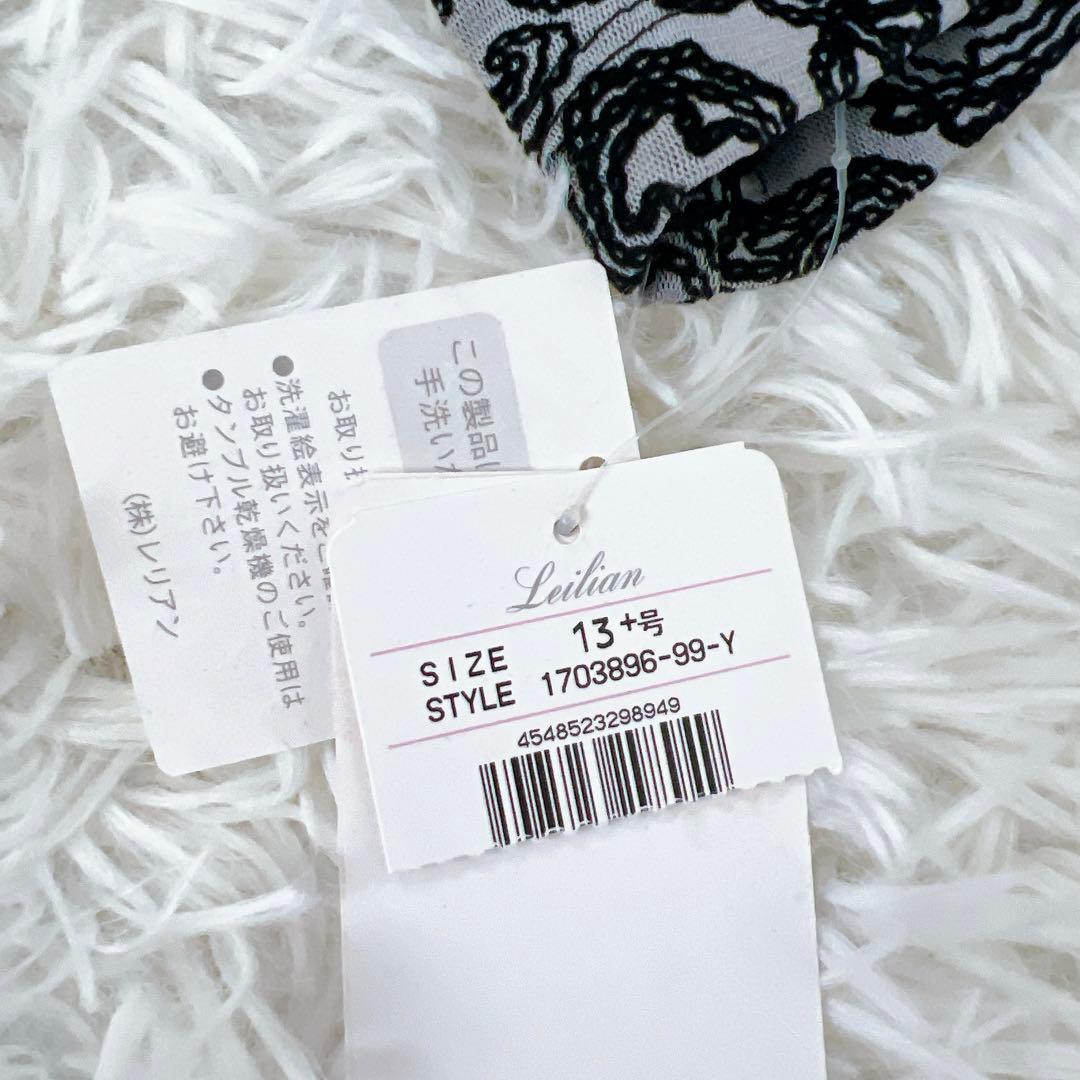 この製品は
手洗いが
お取り扱
●洗濯絵表示をご
お取り扱いください。
●タンブル乾燥機のご使用は
お避け下さい。
(株)レリアン
Leilian
SIZE 13+号
STYLE 1703896-99-Y
4548523298949